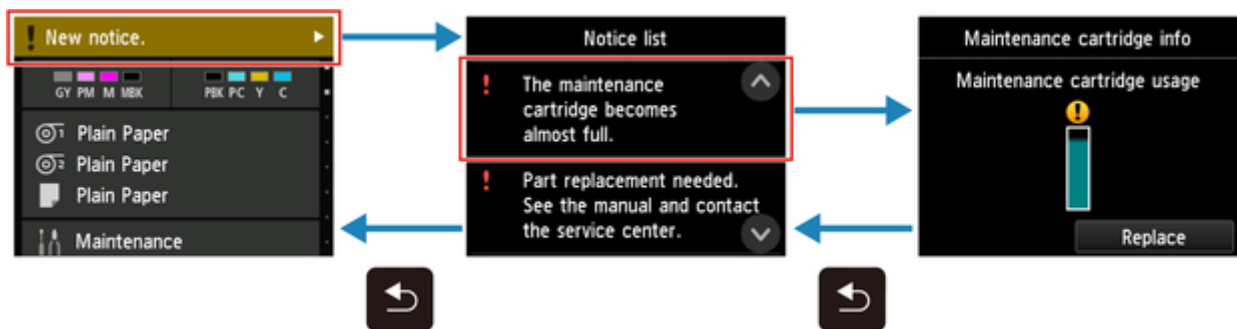 New notice.
GY PM M MBK
PBK PC Y C
1 Plain Paper
2 Plain Paper
Plain Paper
Maintenance
Notice list
! The maintenance
cartridge becomes
almost full.
! Part replacement needed.
See the manual and contact
the service center.
Maintenance cartridge info
Maintenance cartridge usage
!
Replace